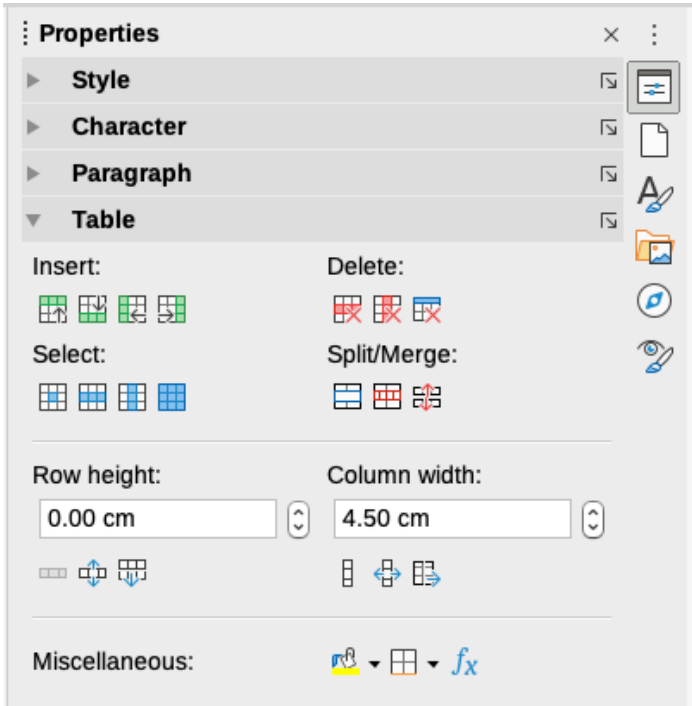 Properties
Style
Character
Paragraph
Table
Insert: Delete:
Select: Split/Merge:
Row height: Column width:
0.00 cm 4.50 cm
Miscellaneous: fx